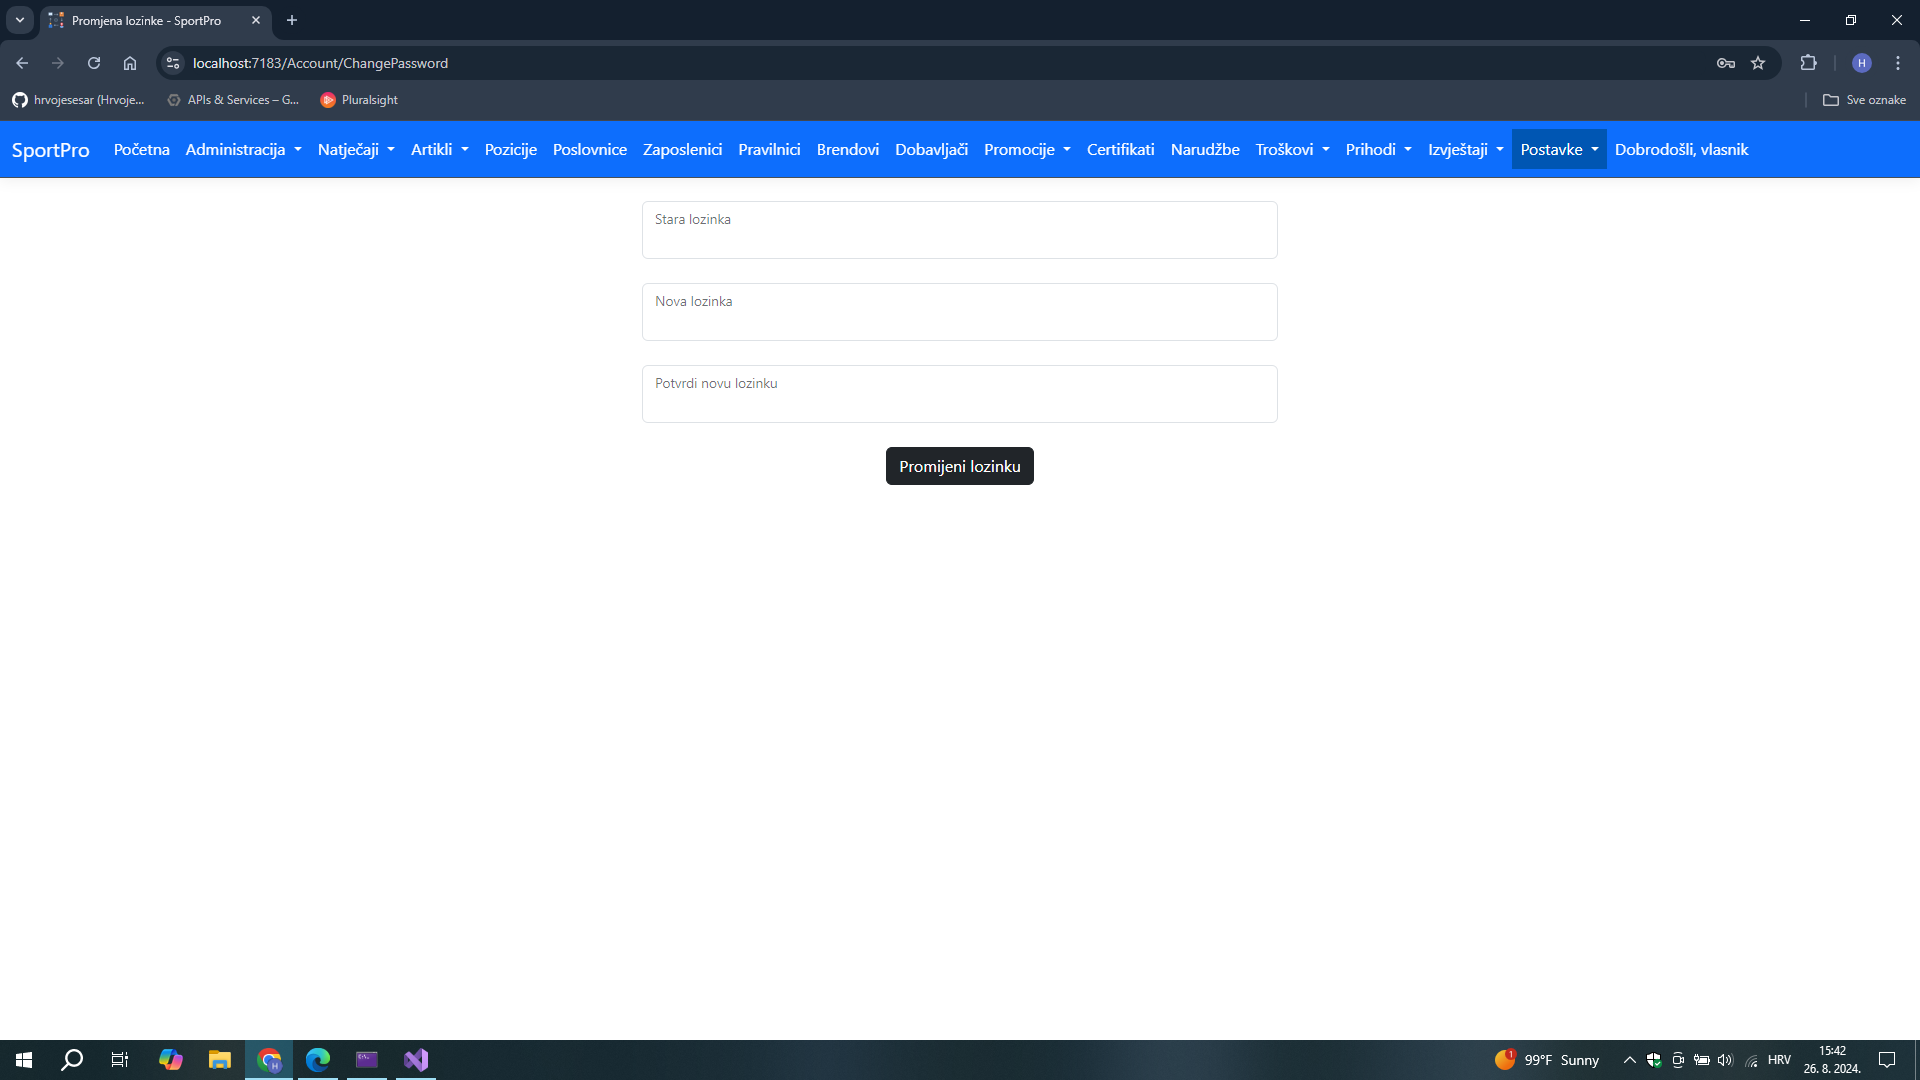 Promjena lozinke - SportPro
localhost:7183/Account/ChangePassword
H
hrvojesesar (Hrvoje...
APIs & Services – G...
Pluralsight
Sve oznake
SportPro Početna Administracija Natječaji Artikli Pozicije Poslovnice Zaposlenici Pravilnici Brendovi Dobavljači Promocije Certifikati Narudžbe Troškovi Prihodi Izvještaji Postavke Dobrodošli, vlasnik
Stara lozinka
Nova lozinka
Potvrdi novu lozinku
Promijeni lozinku
H
1
99°F Sunny
HRV
15:42
26. 8. 2024.